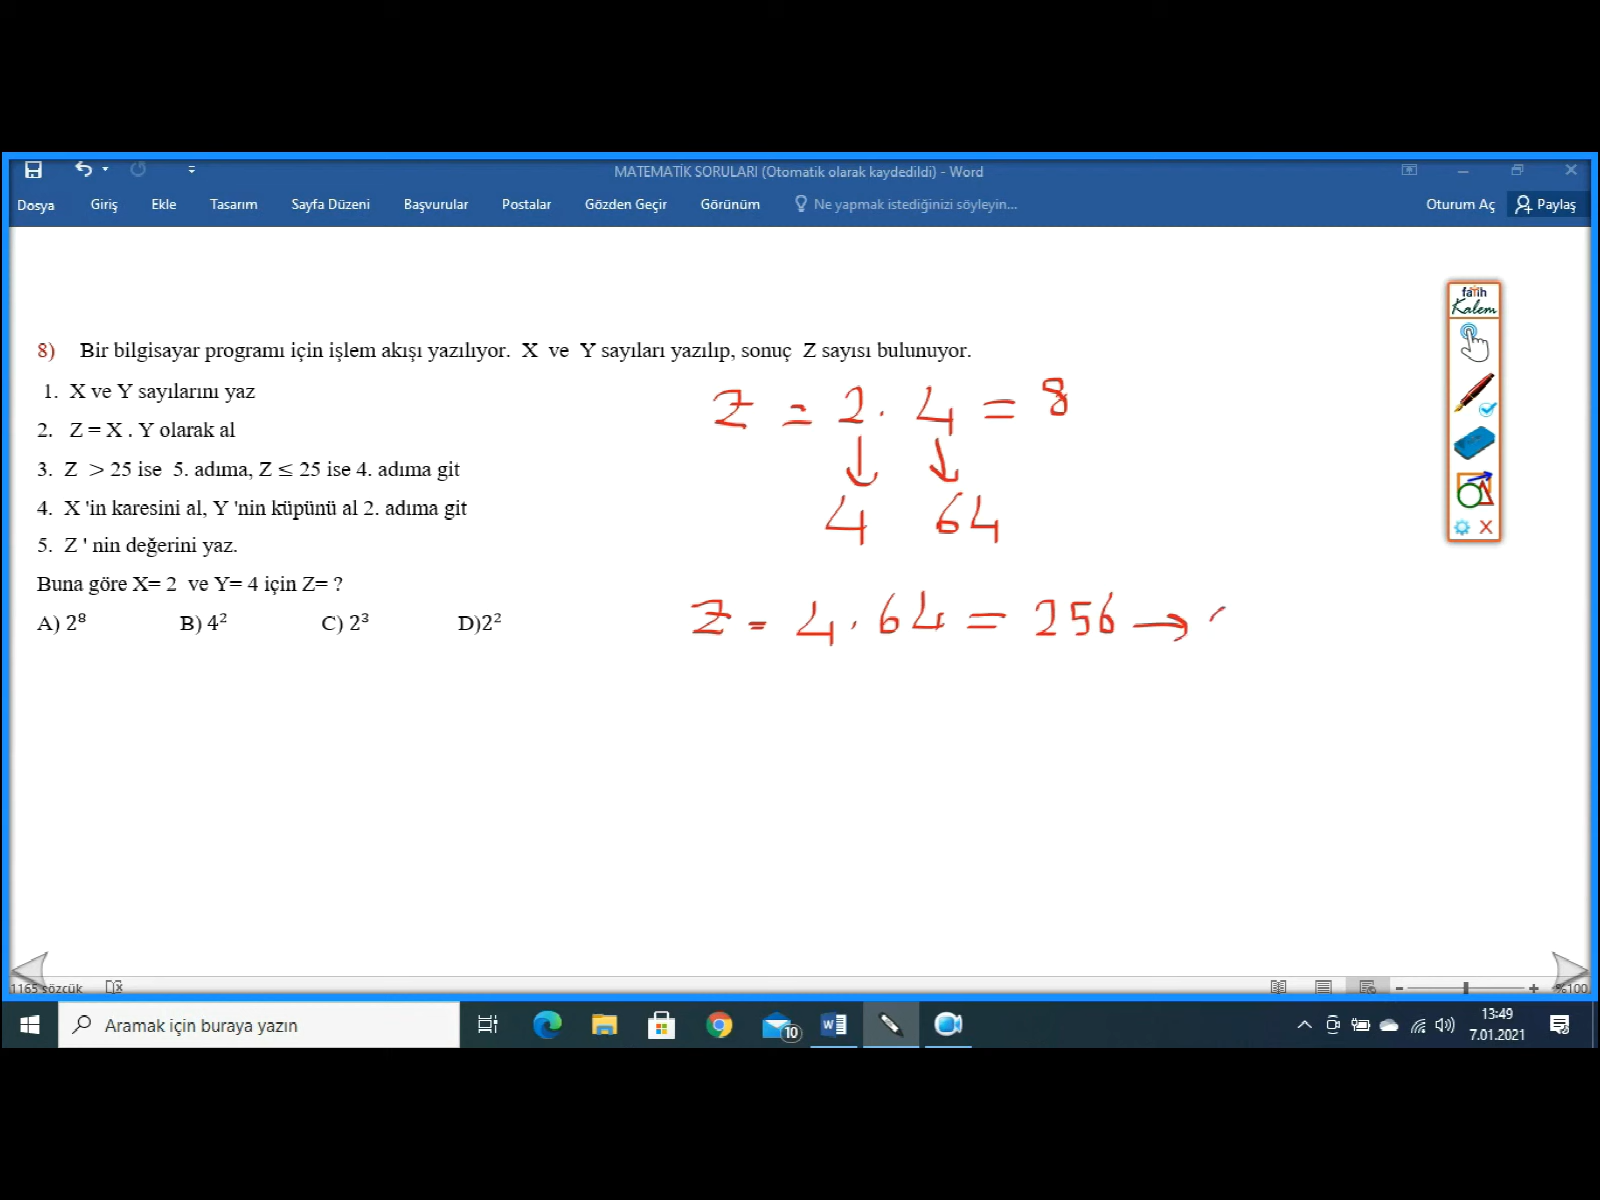 MATEMATİK SORULARI (Otomatik olarak kaydedildi) - Word
Dosya Giriş Ekle Tasarım Sayfa Düzeni Başvurular Postalar Gözden Geçir Görünüm Ne yapmak istediğinizi söyleyin... Oturum Aç Paylaş
fatih
Kalem
8) Bir bilgisayar programı için işlem akışı yazılıyor. X ve Y sayıları yazılıp, sonuç Z sayısı bulunuyor.
1. X ve Y sayılarını yaz
2. Z = X . Y olarak al
3. Z > 25 ise 5. adıma, Z ≤ 25 ise 4. adıma git
4. X 'in karesini al, Y 'nin küpünü al 2. adıma git
5. Z ' nin değerini yaz.
Buna göre X= 2 ve Y= 4 için Z= ?
A) 2⁸ B) 4² C) 2³ D)2²
Z = 2 . 4 = 8
↓ ↓
4 64
Z = 4 . 64 = 256 →
X
1165 sözcük
%100
Aramak için buraya yazın
10
13:49
7.01.2021